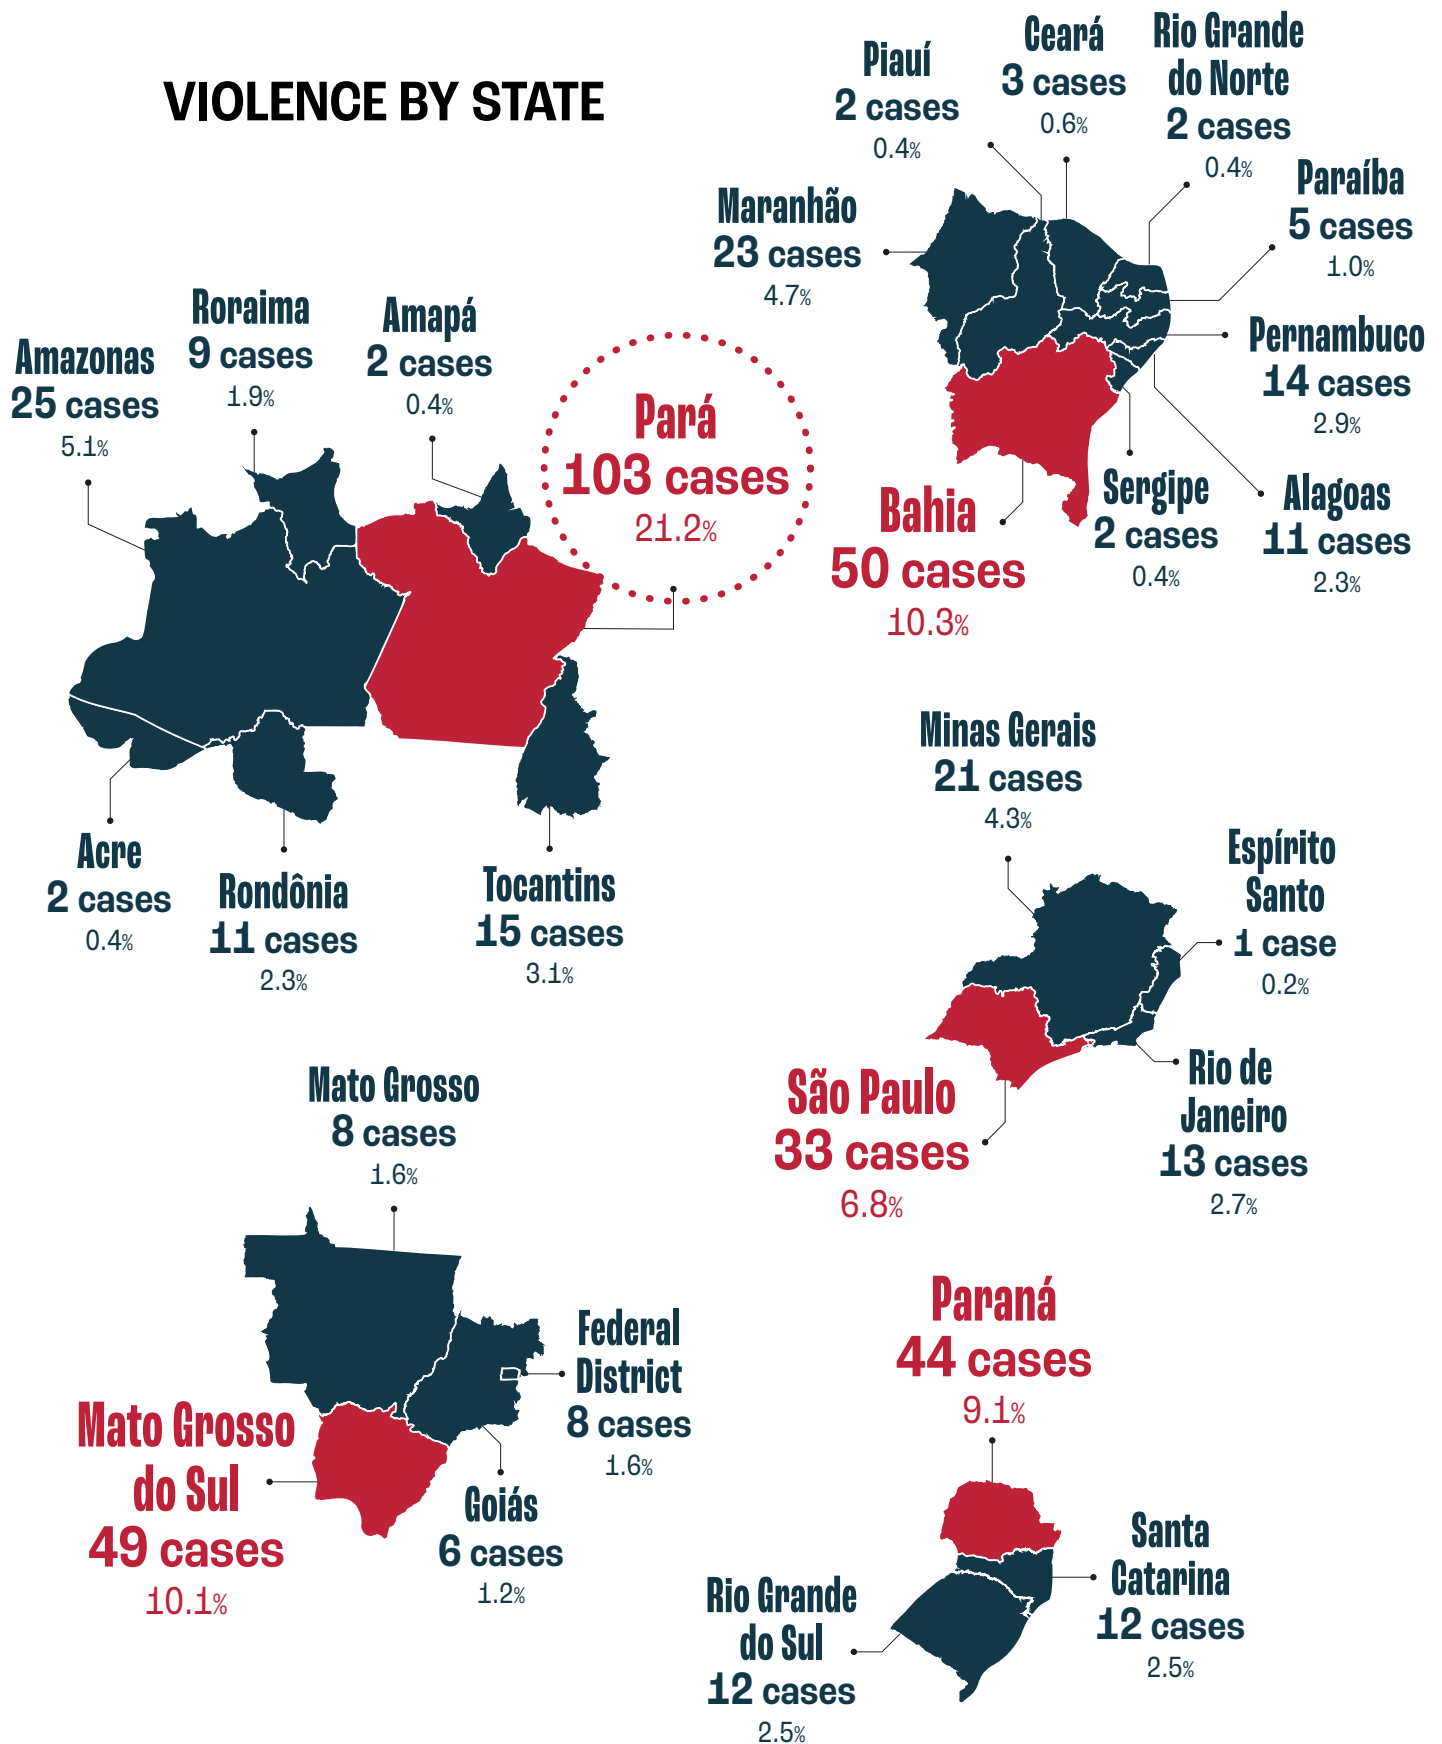 VIOLENCE BY STATE
Piauí
2 cases
0.4%
Ceará
3 cases
0.6%
Rio Grande
do Norte
2 cases
0.4%
Paraíba
5 cases
1.0%
Maranhão
23 cases
4.7%
Pernambuco
14 cases
2.9%
Bahia
50 cases
10.3%
Sergipe
2 cases
0.4%
Alagoas
11 cases
2.3%
Amazonas
25 cases
5.1%
Roraima
9 cases
1.9%
Amapá
2 cases
0.4%
Pará
103 cases
21.2%
Acre
2 cases
0.4%
Rondônia
11 cases
2.3%
Tocantins
15 cases
3.1%
Minas Gerais
21 cases
4.3%
Espírito
Santo
1 case
0.2%
São Paulo
33 cases
6.8%
Rio de
Janeiro
13 cases
2.7%
Mato Grosso
8 cases
1.6%
Federal
District
8 cases
1.6%
Mato Grosso
do Sul
49 cases
10.1%
Goiás
6 cases
1.2%
Paraná
44 cases
9.1%
Santa
Catarina
12 cases
2.5%
Rio Grande
do Sul
12 cases
2.5%